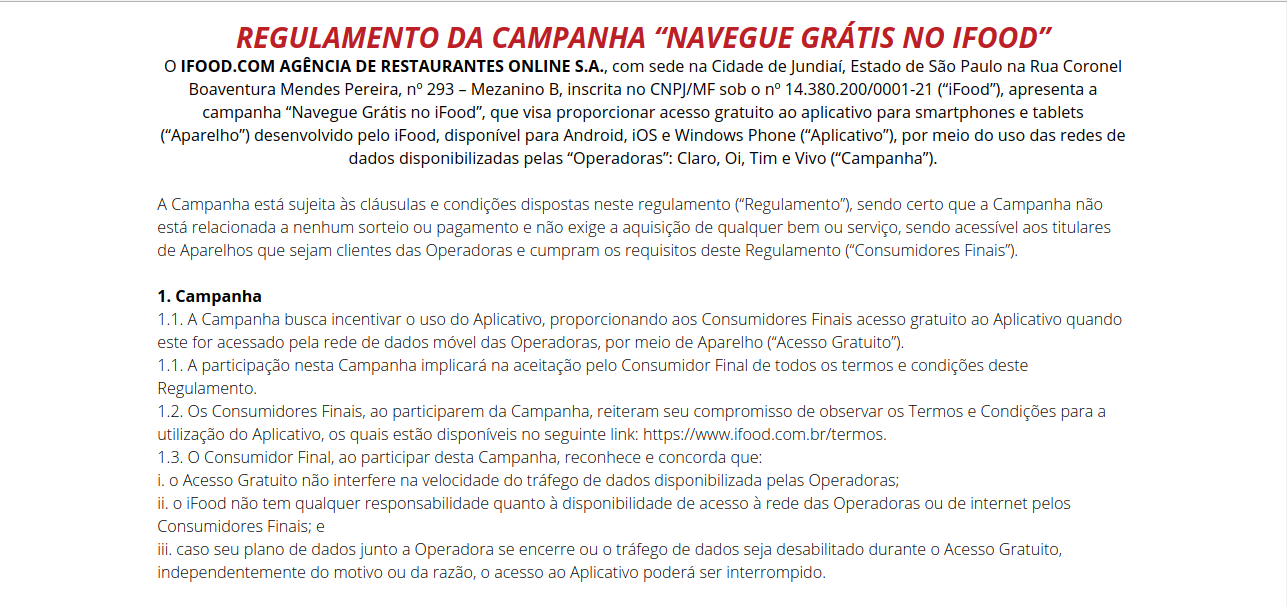 REGULAMENTO DA CAMPANHA “NAVEGUE GRÁTIS NO IFOOD”
O IFOOD.COM AGÊNCIA DE RESTAURANTES ONLINE S.A., com sede na Cidade de Jundiaí, Estado de São Paulo na Rua Coronel
Boaventura Mendes Pereira, nº 293 – Mezanino B, inscrita no CNPJ/MF sob o nº 14.380.200/0001-21 (“iFood”), apresenta a
campanha “Navegue Grátis no iFood”, que visa proporcionar acesso gratuito ao aplicativo para smartphones e tablets
(“Aparelho”) desenvolvido pelo iFood, disponível para Android, iOS e Windows Phone (“Aplicativo”), por meio do uso das redes de
dados disponibilizadas pelas “Operadoras”: Claro, Oi, Tim e Vivo (“Campanha”).
A Campanha está sujeita às cláusulas e condições dispostas neste regulamento (“Regulamento”), sendo certo que a Campanha não
está relacionada a nenhum sorteio ou pagamento e não exige a aquisição de qualquer bem ou serviço, sendo acessível aos titulares
de Aparelhos que sejam clientes das Operadoras e cumpram os requisitos deste Regulamento (“Consumidores Finais”).
1. Campanha
1.1. A Campanha busca incentivar o uso do Aplicativo, proporcionando aos Consumidores Finais acesso gratuito ao Aplicativo quando
este for acessado pela rede de dados móvel das Operadoras, por meio de Aparelho (“Acesso Gratuito”).
1.1. A participação nesta Campanha implicará na aceitação pelo Consumidor Final de todos os termos e condições deste
Regulamento.
1.2. Os Consumidores Finais, ao participarem da Campanha, reiteram seu compromisso de observar os Termos e Condições para a
utilização do Aplicativo, os quais estão disponíveis no seguinte link: https://www.ifood.com.br/termos.
1.3. O Consumidor Final, ao participar desta Campanha, reconhece e concorda que:
i. o Acesso Gratuito não interfere na velocidade do tráfego de dados disponibilizada pelas Operadoras;
ii. o iFood não tem qualquer responsabilidade quanto à disponibilidade de acesso à rede das Operadoras ou de internet pelos
Consumidores Finais; e
iii. caso seu plano de dados junto a Operadora se encerre ou o tráfego de dados seja desabilitado durante o Acesso Gratuito,
independentemente do motivo ou da razão, o acesso ao Aplicativo poderá ser interrompido.